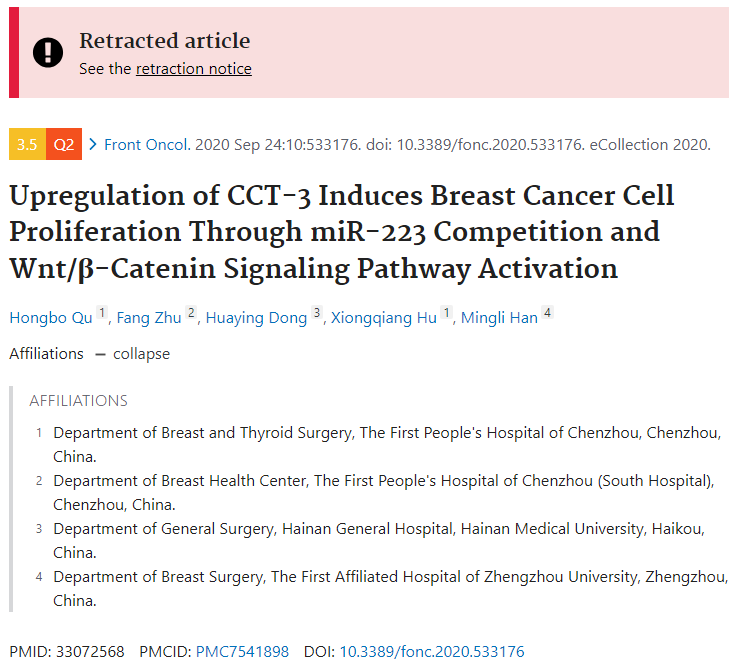 Retracted article
See the retraction notice
3.5 Q2 > Front Oncol. 2020 Sep 24:10:533176. doi: 10.3389/fonc.2020.533176. eCollection 2020.
Upregulation of CCT-3 Induces Breast Cancer Cell
Proliferation Through miR-223 Competition and
Wnt/β-Catenin Signaling Pathway Activation
Hongbo Qu 1, Fang Zhu 2, Huaying Dong 3, Xiongqiang Hu 1, Mingli Han 4
Affiliations − collapse
AFFILIATIONS
1 Department of Breast and Thyroid Surgery, The First People's Hospital of Chenzhou, Chenzhou,
China.
2 Department of Breast Health Center, The First People's Hospital of Chenzhou (South Hospital),
Chenzhou, China.
3 Department of General Surgery, Hainan General Hospital, Hainan Medical University, Haikou,
China.
4 Department of Breast Surgery, The First Affiliated Hospital of Zhengzhou University, Zhengzhou,
China.
PMID: 33072568 PMCID: PMC7541898 DOI: 10.3389/fonc.2020.533176